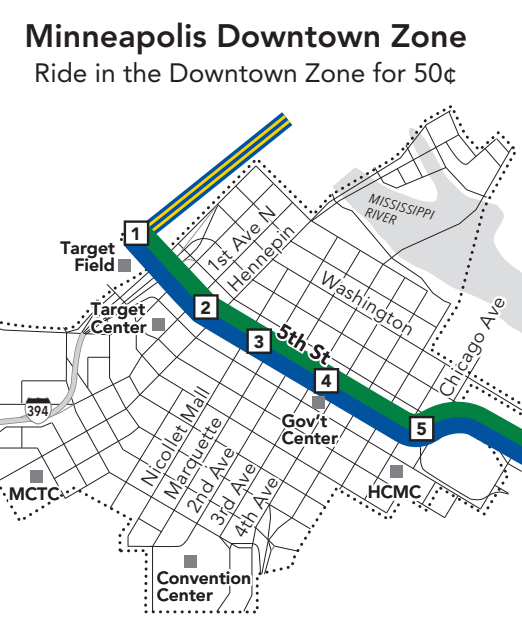 Minneapolis Downtown Zone
Ride in the Downtown Zone for 50¢
MISSISSIPPI
RIVER
1
Target
Field
1st Ave N
Hennepin
Washington
2
Target
Center
3
5th St
4
Chicago Ave
394
Gov't
Center
5
Nicollet Mall
Marquette
2nd Ave
3rd Ave
4th Ave
MCTC
HCMC
Convention
Center